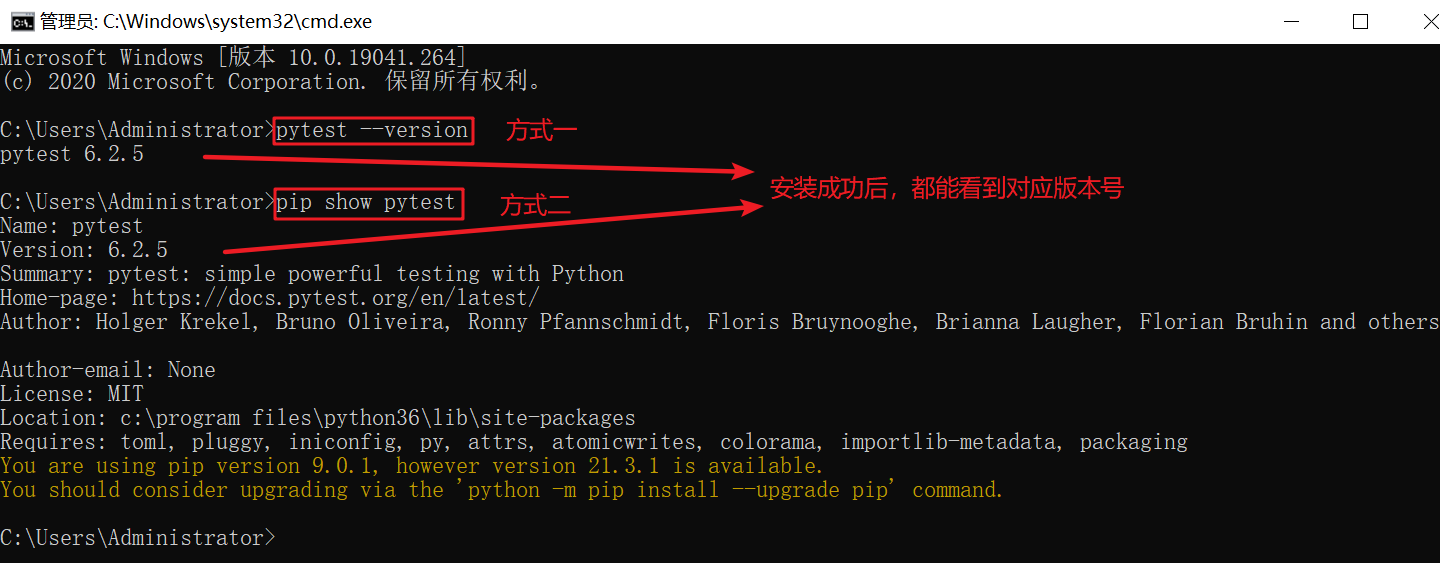 管理员: C:\Windows\system32\cmd.exe
Microsoft Windows [版本 10.0.19041.264]
(c) 2020 Microsoft Corporation. 保留所有权利。
C:\Users\Administrator>pytest --version 方式一
pytest 6.2.5
安装成功后，都能看到对应版本号
C:\Users\Administrator>pip show pytest 方式二
Name: pytest
Version: 6.2.5
Summary: pytest: simple powerful testing with Python
Home-page: https://docs.pytest.org/en/latest/
Author: Holger Krekel, Bruno Oliveira, Ronny Pfannschmidt, Floris Bruynooghe, Brianna Laugher, Florian Bruhin and others
Author-email: None
License: MIT
Location: c:\program files\python36\lib\site-packages
Requires: toml, pluggy, iniconfig, py, attrs, atomicwrites, colorama, importlib-metadata, packaging
You are using pip version 9.0.1, however version 21.3.1 is available.
You should consider upgrading via the 'python -m pip install --upgrade pip' command.
C:\Users\Administrator>